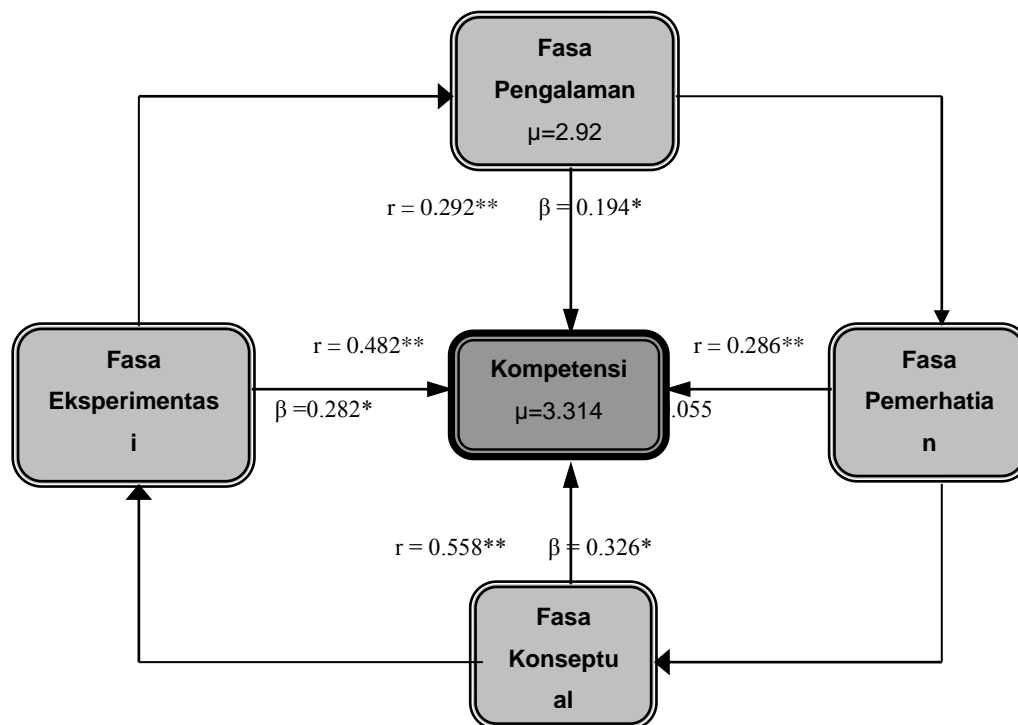 Fasa
Pengalaman
μ=2.92
r = 0.292** β = 0.194*
Fasa
Eksperimentas
i
r = 0.482**
β =0.282*
Kompetensi
μ=3.314
r = 0.286**
.055
Fasa
Pemerhatia
n
r = 0.558** β = 0.326*
Fasa
Konseptu
al